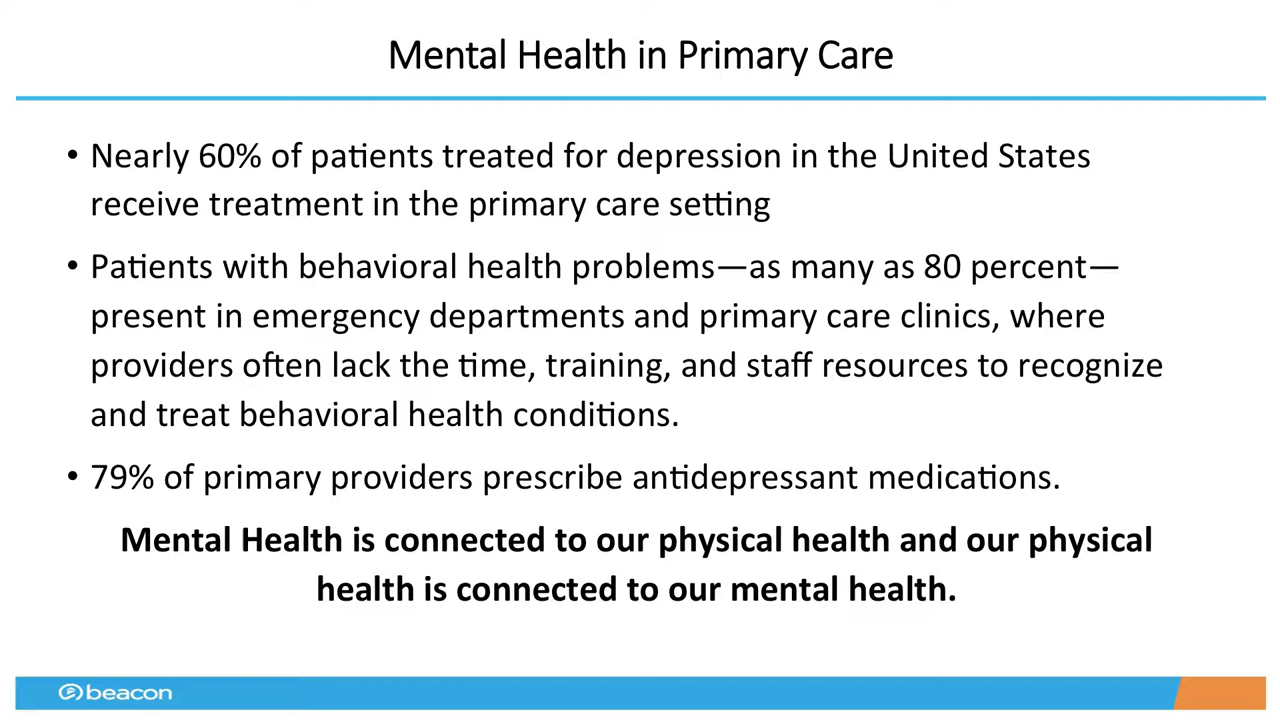 Mental Health in Primary Care
• Nearly 60% of patients treated for depression in the United States
receive treatment in the primary care setting
• Patients with behavioral health problems—as many as 80 percent—
present in emergency departments and primary care clinics, where
providers often lack the time, training, and staff resources to recognize
and treat behavioral health conditions.
• 79% of primary providers prescribe antidepressant medications.
Mental Health is connected to our physical health and our physical
health is connected to our mental health.
beacon